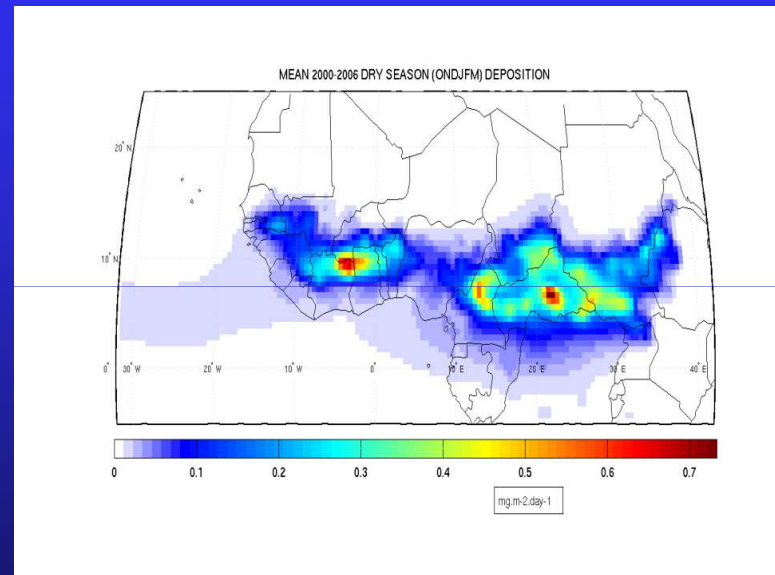 MEAN 2000-2006 DRY SEASON (ONDJFM) DEPOSITION
20° N
10° N
0° 30° W 20° W 10° W 0° 10° E 20° E 30° E 40° E
0 0.1 0.2 0.3 0.4 0.5 0.6 0.7
mg.m-2.day-1